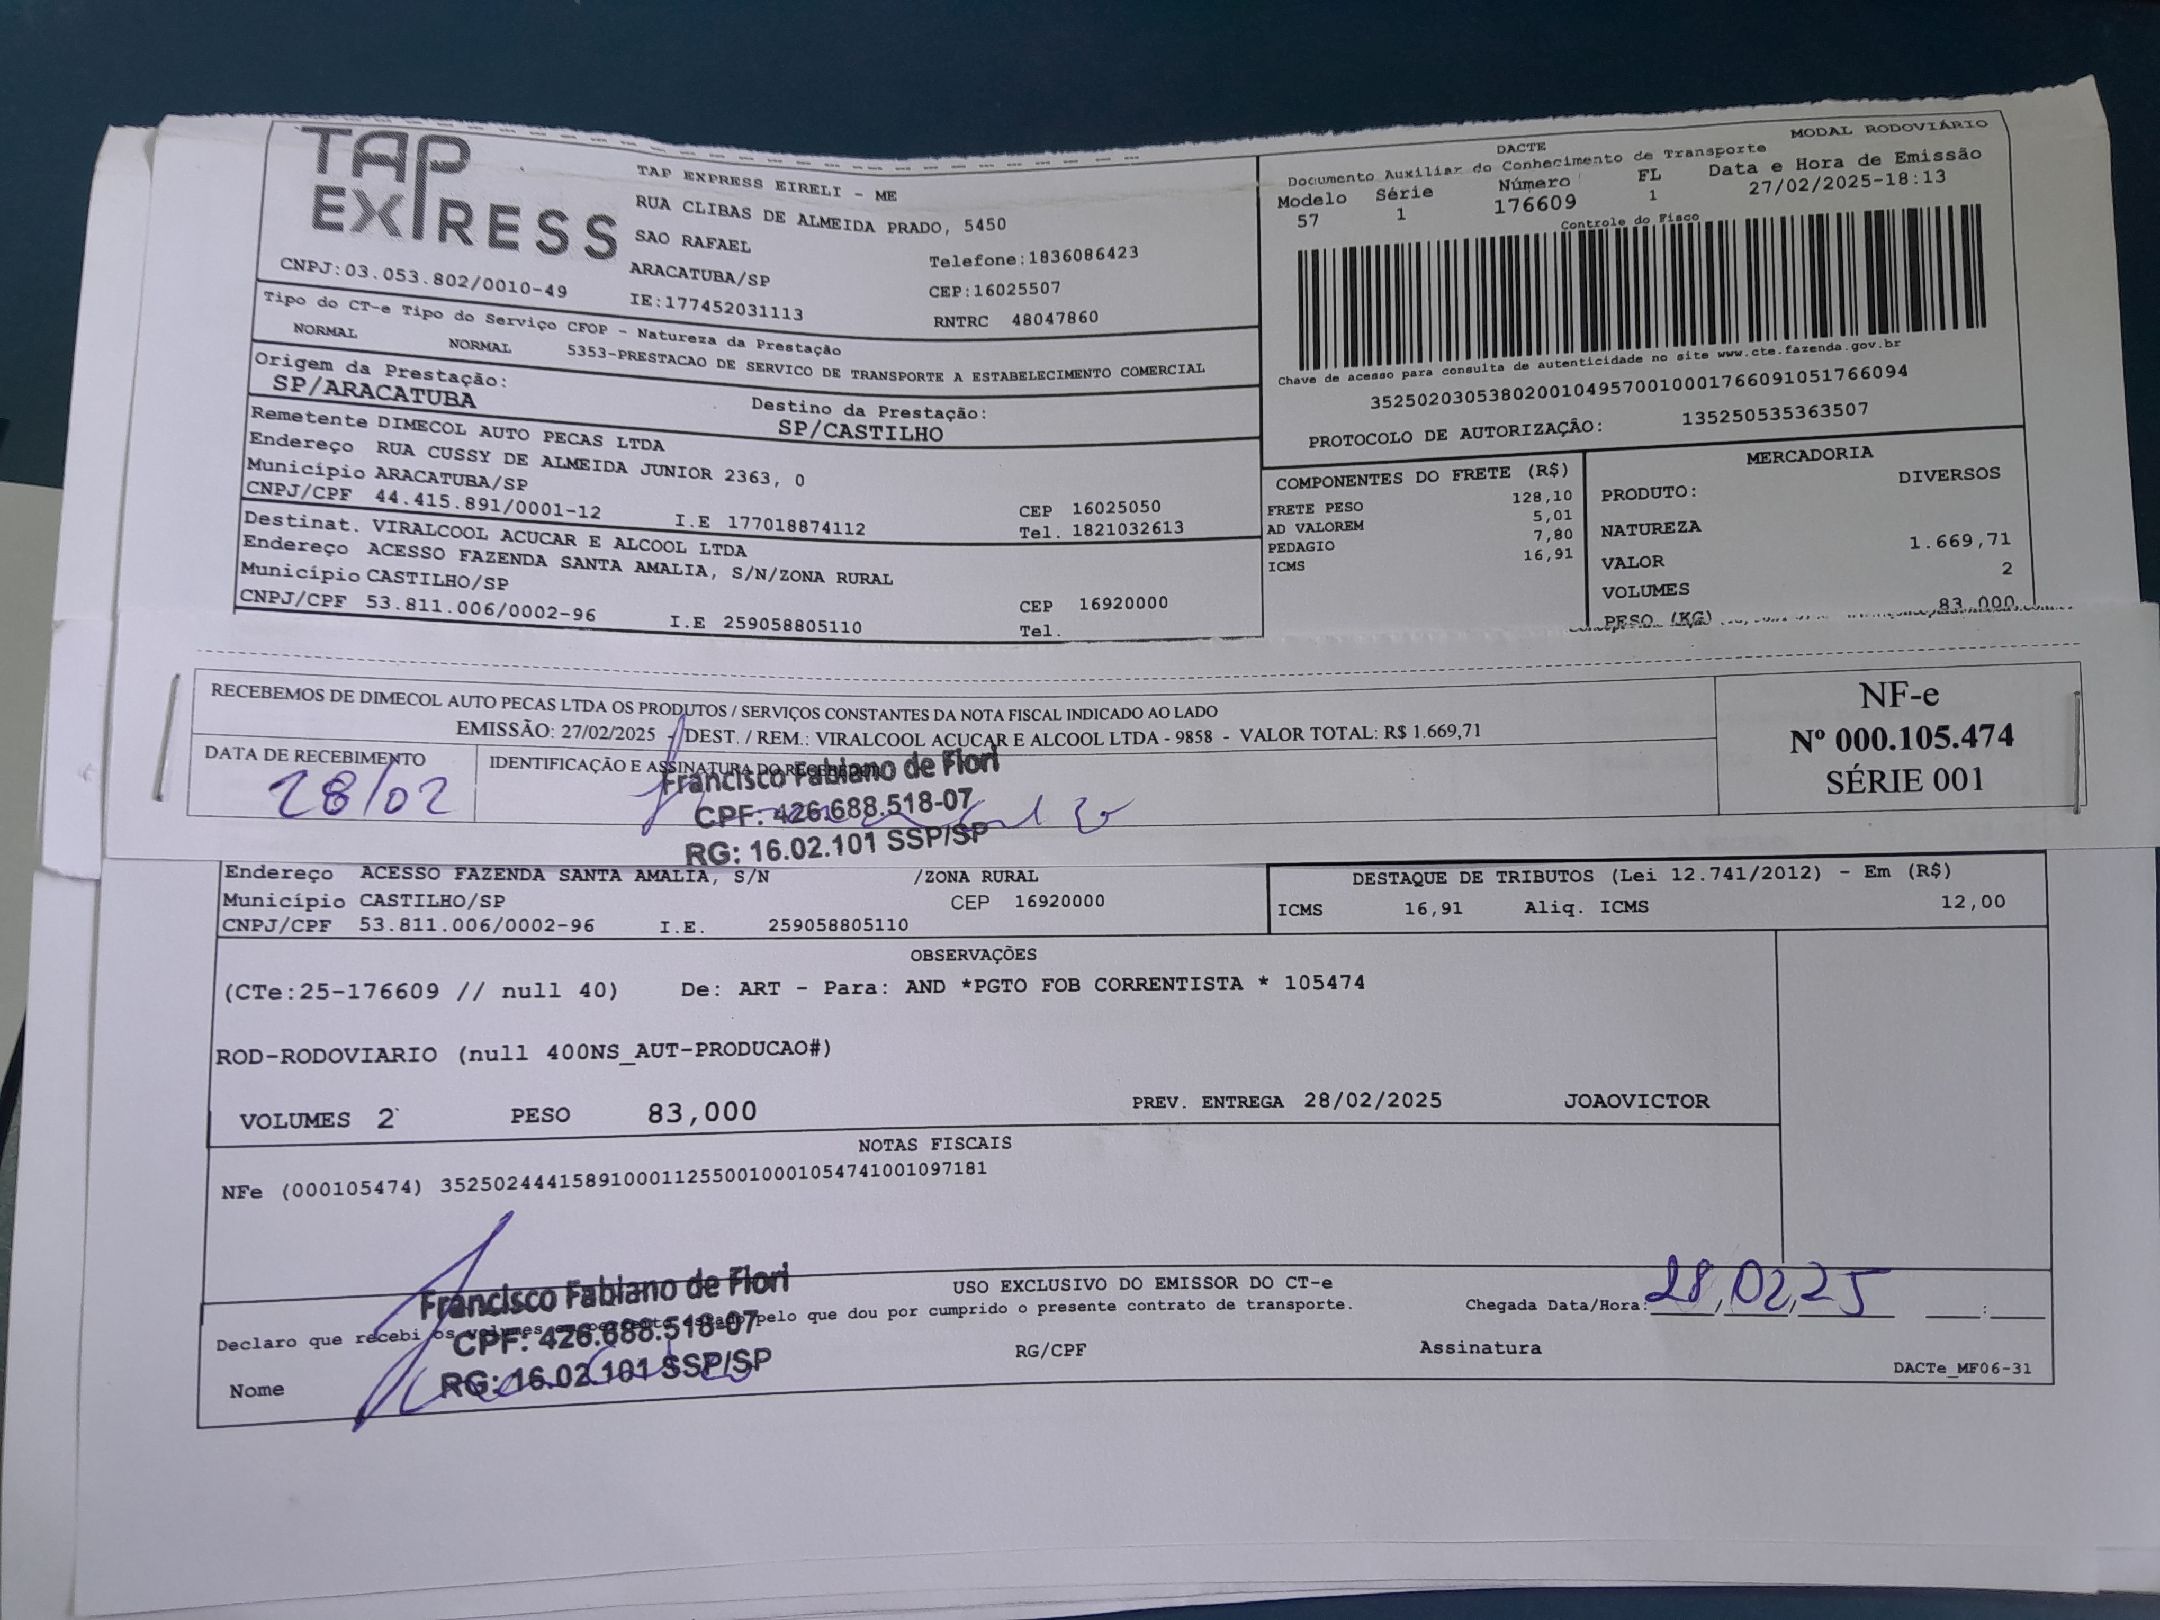 TAP EXPRESS
TAP EXPRESS EIRELI - ME
RUA CLIBAS DE ALMEIDA PRADO, 5450
SAO RAFAEL
Telefone:1836086423
ARACATUBA/SP
CEP:16025507
CNPJ:03.053.802/0010-49
IE:177452031113
RNTRC 48047860
Tipo do CT-e Tipo do Serviço CFOP - Natureza da Prestação
NORMAL NORMAL 5353-PRESTACAO DE SERVICO DE TRANSPORTE A ESTABELECIMENTO COMERCIAL
Origem da Prestação: Destino da Prestação:
SP/ARACATUBA SP/CASTILHO
Remetente DIMECOL AUTO PECAS LTDA
Endereço RUA CUSSY DE ALMEIDA JUNIOR 2363, 0
Município ARACATUBA/SP CEP 16025050
CNPJ/CPF 44.415.891/0001-12 I.E 177018874112 Tel. 1821032613
Destinat. VIRALCOOL ACUCAR E ALCOOL LTDA
Endereço ACESSO FAZENDA SANTA AMALIA, S/N/ZONA RURAL
Município CASTILHO/SP CEP 16920000
CNPJ/CPF 53.811.006/0002-96 I.E 259058805110 Tel.
DACTE MODAL RODOVIÁRIO
Documento Auxiliar do Conhecimento de Transporte
Modelo Série Número FL Data e Hora de Emissão
57 1 176609 1 27/02/2025-18:13
Controle do Fisco
Chave de acesso para consulta de autenticidade no site www.cte.fazenda.gov.br
35250203053802001049570010001766091051766094
PROTOCOLO DE AUTORIZAÇÃO: 135250535363507
COMPONENTES DO FRETE (R$)
FRETE PESO 128,10
AD VALOREM 5,01
PEDAGIO 7,80
ICMS 16,91
MERCADORIA
PRODUTO: DIVERSOS
NATUREZA
VALOR 1.669,71
VOLUMES 2
PESO (KG) 83,000
RECEBEMOS DE DIMECOL AUTO PECAS LTDA OS PRODUTOS / SERVIÇOS CONSTANTES DA NOTA FISCAL INDICADO AO LADO
EMISSÃO: 27/02/2025 - DEST. / REM.: VIRALCOOL ACUCAR E ALCOOL LTDA - 9858 - VALOR TOTAL: R$ 1.669,71
DATA DE RECEBIMENTO
28/02
IDENTIFICAÇÃO E ASSINATURA DO RECEBEDOR
Francisco Fabiano de Fiori
CPF: 426.688.518-07
RG: 16.02.101 SSP/SP
NF-e
Nº 000.105.474
SÉRIE 001
Endereço ACESSO FAZENDA SANTA AMALIA, S/N /ZONA RURAL
Município CASTILHO/SP CEP 16920000
CNPJ/CPF 53.811.006/0002-96 I.E. 259058805110
DESTAQUE DE TRIBUTOS (Lei 12.741/2012) - Em (R$)
ICMS 16,91 Aliq. ICMS 12,00
OBSERVAÇÕES
(CTe:25-176609 // null 40) De: ART - Para: AND *PGTO FOB CORRENTISTA * 105474
ROD-RODOVIARIO (null 400NS_AUT-PRODUCAO#)
VOLUMES 2 PESO 83,000 PREV. ENTREGA 28/02/2025 JOAOVICTOR
NOTAS FISCAIS
NFe (000105474) 35250244415891000112550010001054741001097181
USO EXCLUSIVO DO EMISSOR DO CT-e
Declaro que recebi os volumes em perfeito estado pelo que dou por cumprido o presente contrato de transporte.
Chegada Data/Hora: 28,02,25 :
Francisco Fabiano de Fiori
CPF: 426.688.518-07
RG: 16.02.101 SSP/SP
Nome RG/CPF Assinatura
DACTe_MF06-31